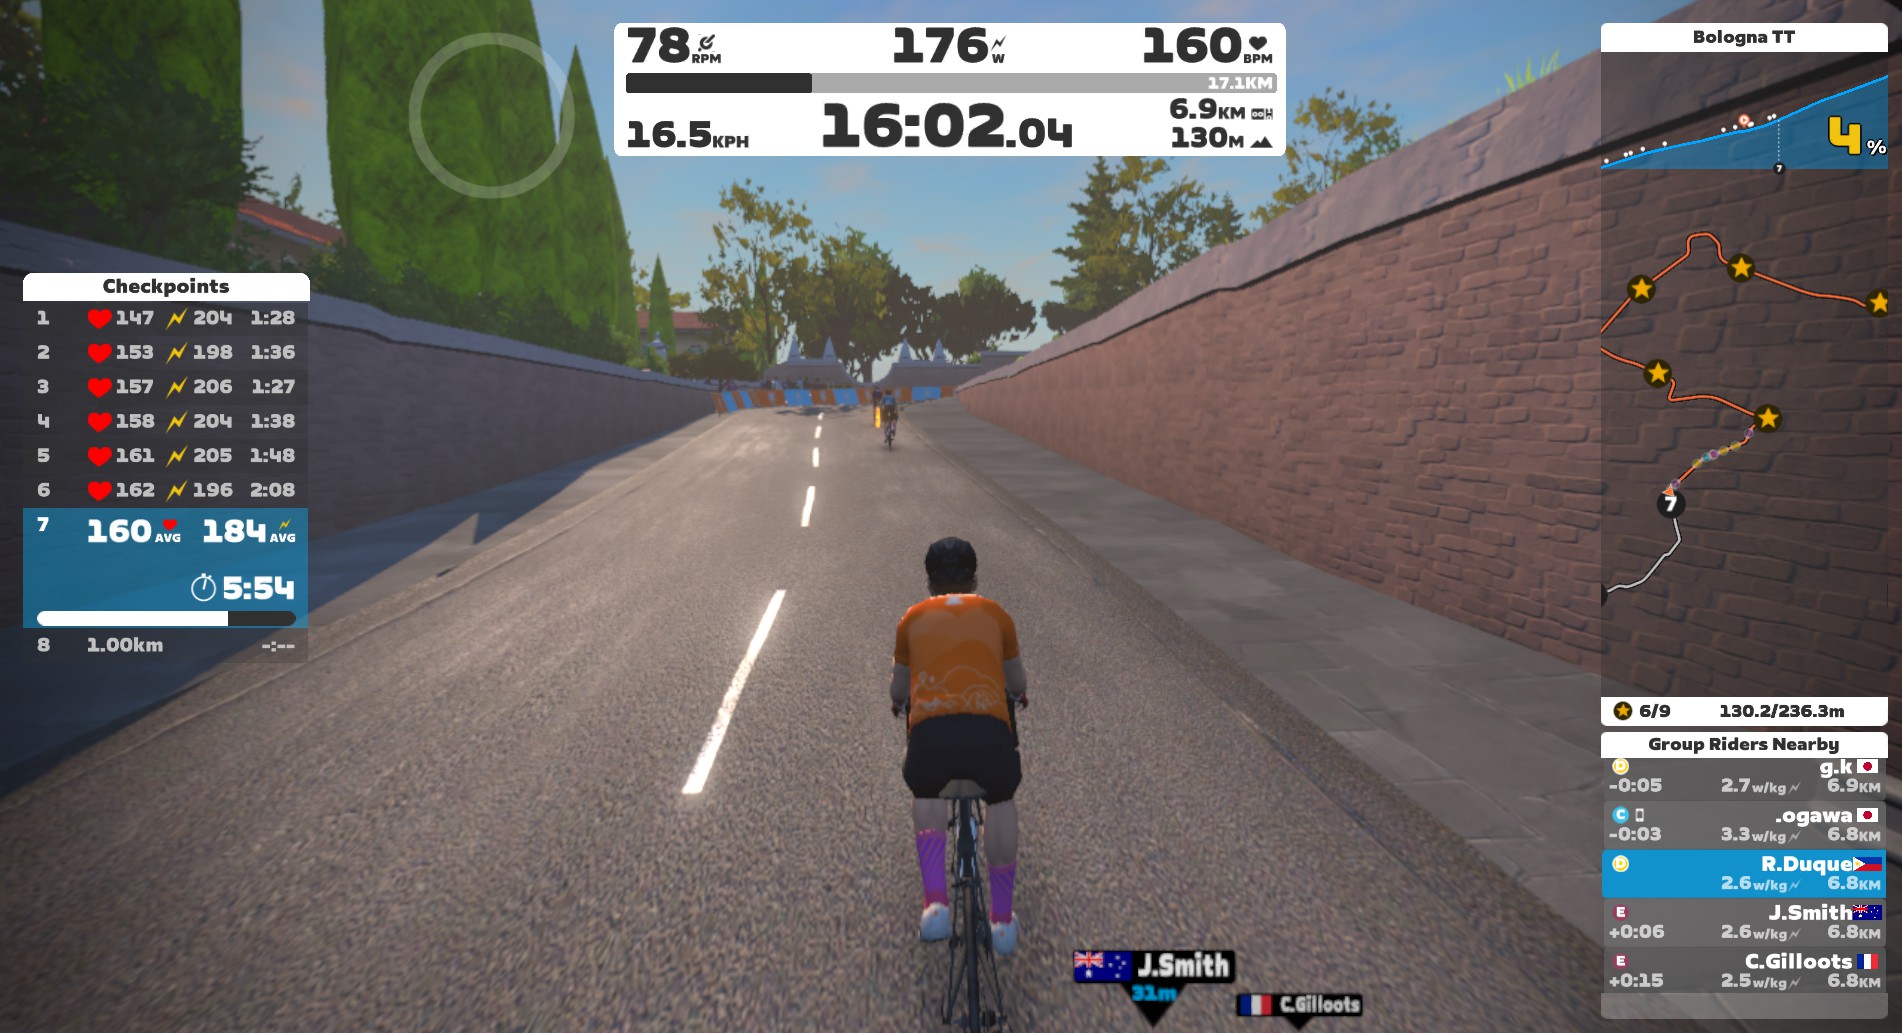 78 RPM
176 W
160 BPM
17.1KM
16.5KPH
16:02.04
6.9KM
130M
Bologna TT
4%
7
Checkpoints
1 147 204 1:28
2 153 198 1:36
3 157 206 1:27
4 158 204 1:38
5 161 205 1:48
6 162 196 2:08
7 160 AVG 184 AVG
5:54
8 1.00km -:--
7
6/9 130.2/236.3m
Group Riders Nearby
D g.k
-0:05 2.7w/kg 6.9KM
C .ogawa
-0:03 3.3w/kg 6.8KM
D R.Duque
2.6w/kg 6.8KM
E J.Smith
+0:06 2.6w/kg 6.8KM
E C.Gilloots
+0:15 2.5w/kg 6.8KM
J.Smith
31m
C.Gilloots